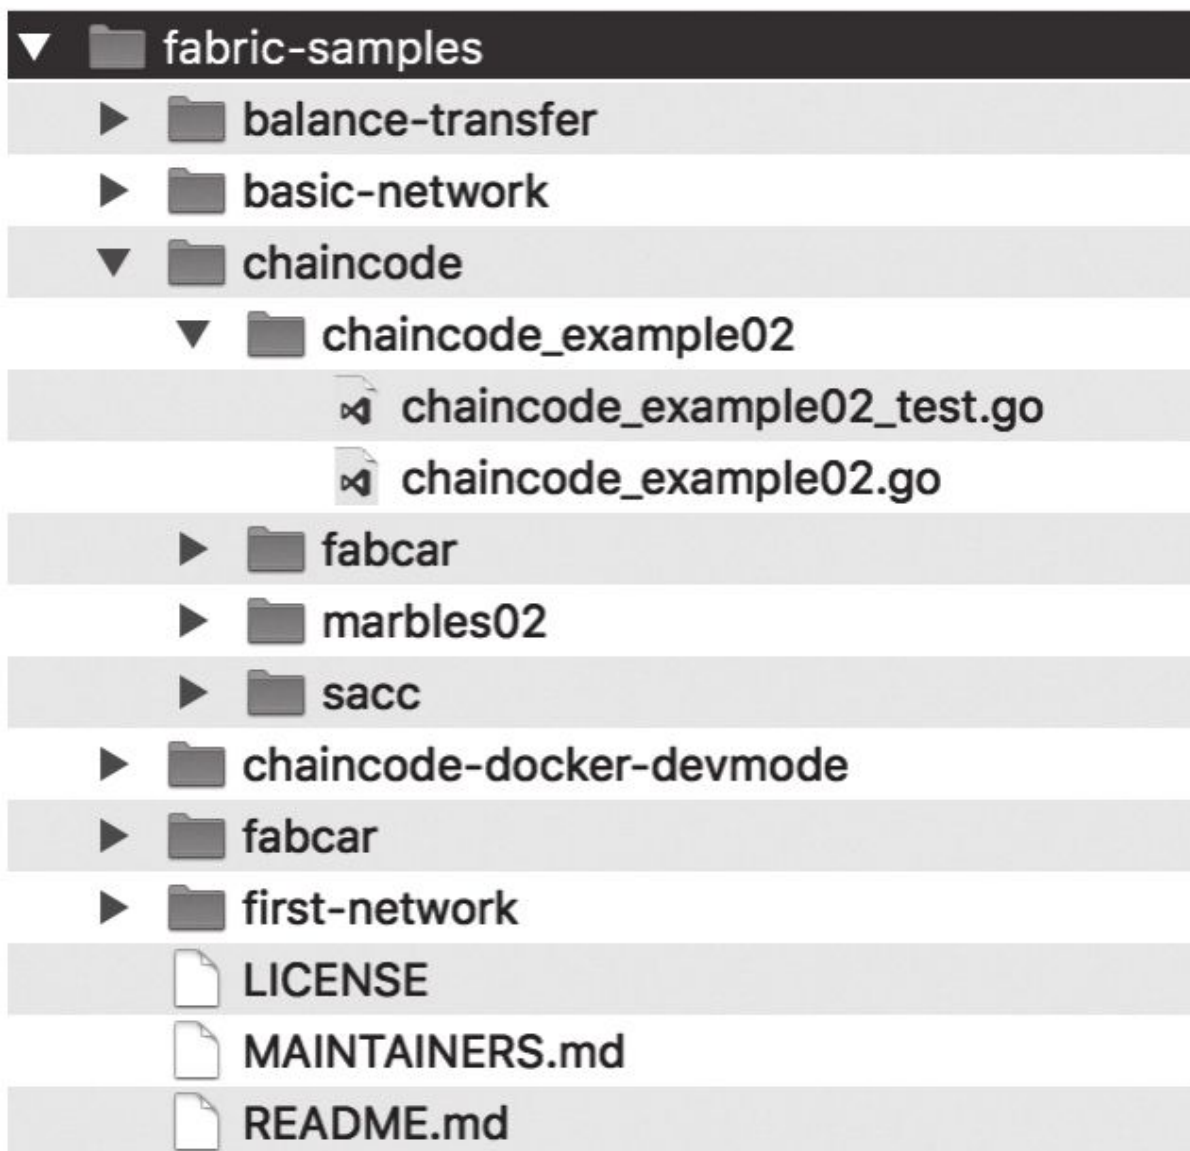 fabric-samples
balance-transfer
basic-network
chaincode
chaincode_example02
chaincode_example02_test.go
chaincode_example02.go
fabcar
marbles02
sacc
chaincode-docker-devmode
fabcar
first-network
LICENSE
MAINTAINERS.md
README.md